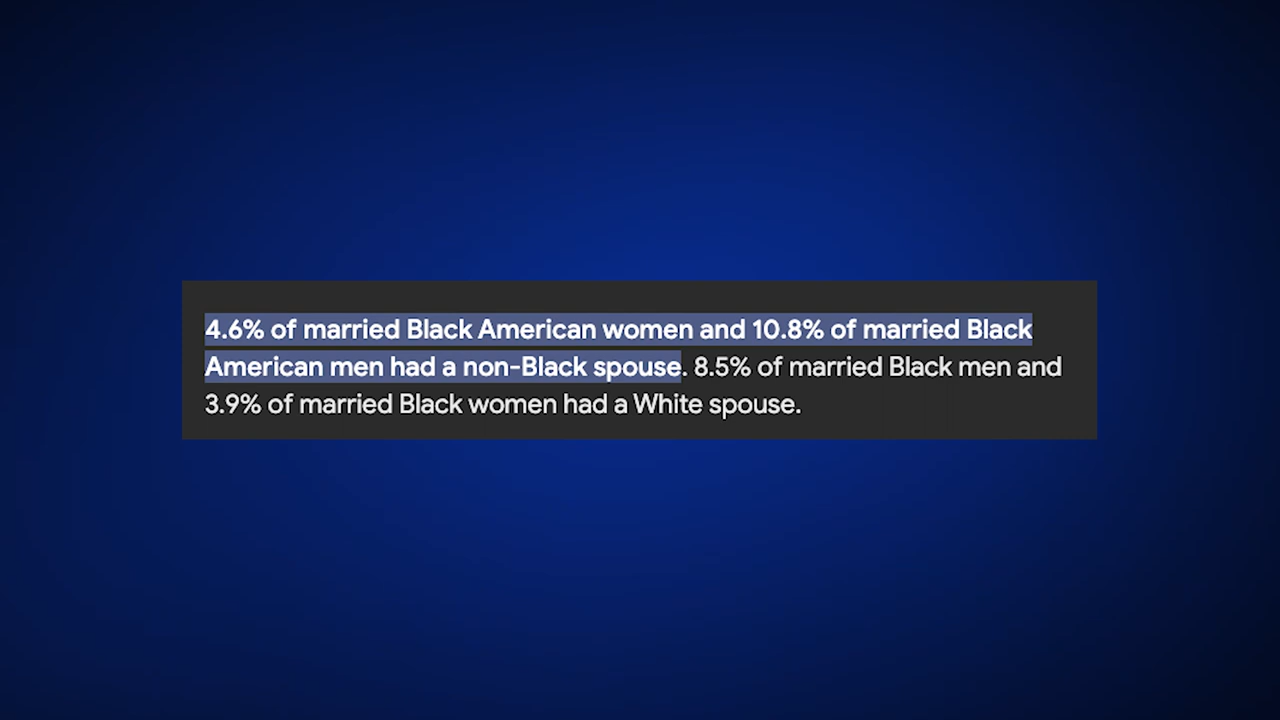 4.6% of married Black American women and 10.8% of married Black
American men had a non-Black spouse. 8.5% of married Black men and
3.9% of married Black women had a White spouse.